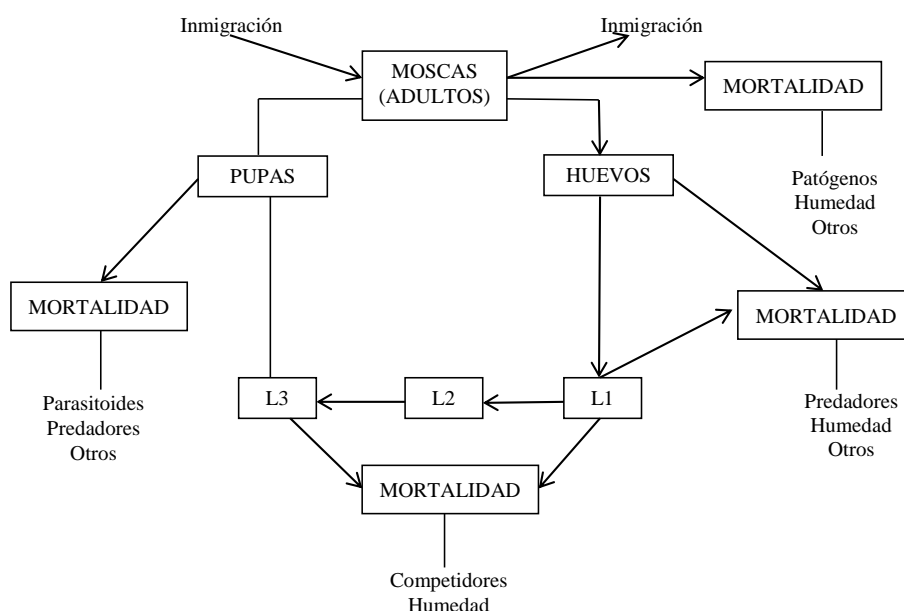 Inmigración
Inmigración
MOSCAS
(ADULTOS)
MORTALIDAD
PUPAS
HUEVOS
Patógenos
Humedad
Otros
MORTALIDAD
MORTALIDAD
L3
L2
L1
Parasitoides
Predadores
Otros
Predadores
Humedad
Otros
MORTALIDAD
Competidores
Humedad